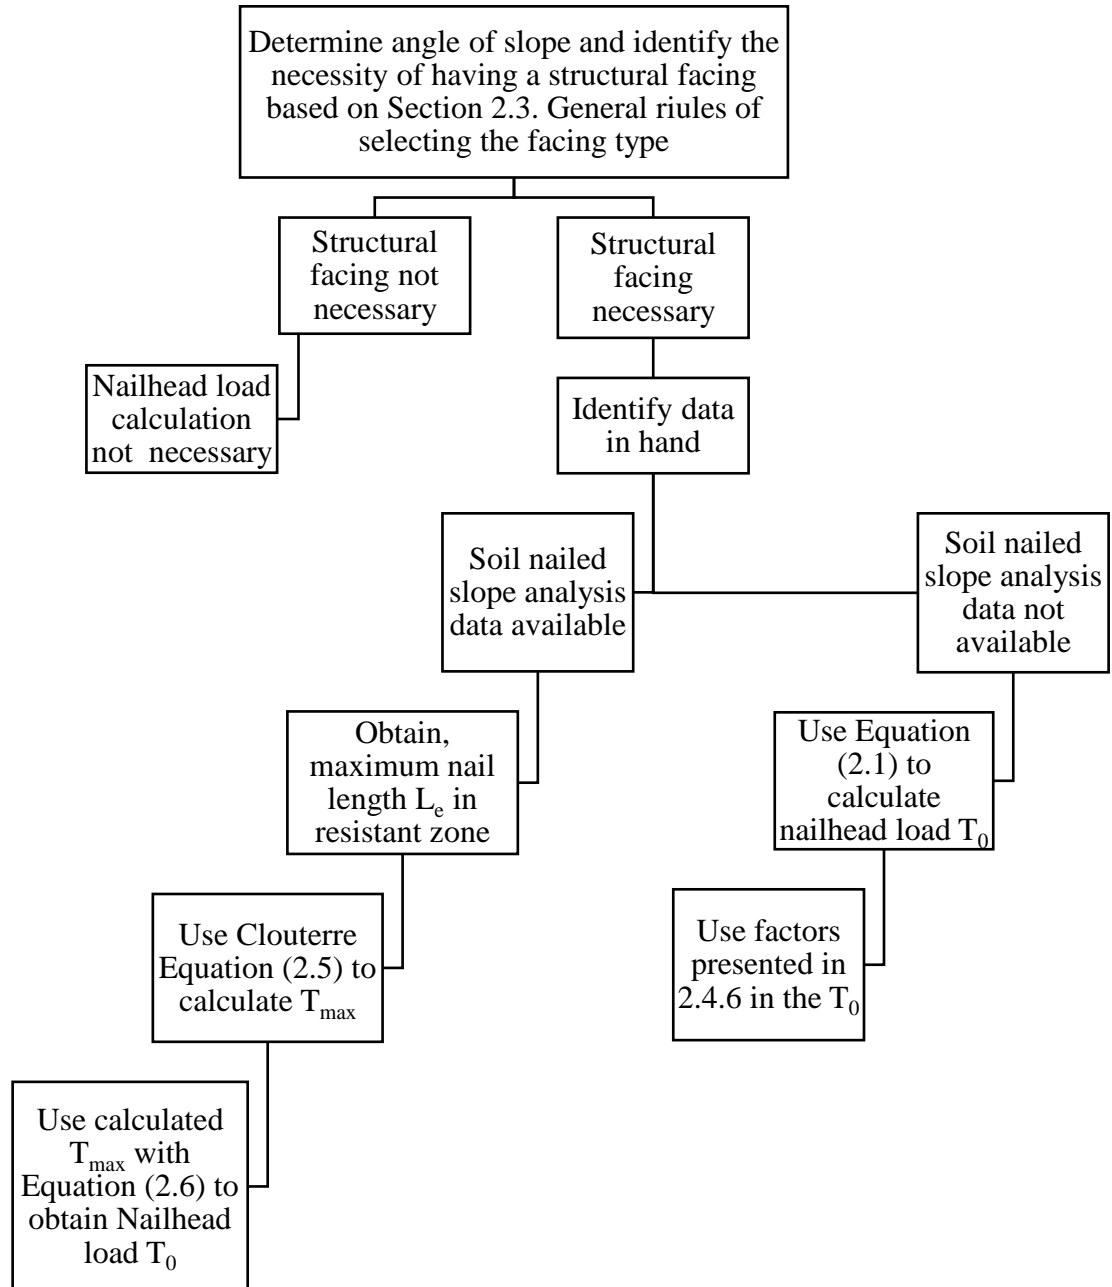 Determine angle of slope and identify the
necessity of having a structural facing
based on Section 2.3. General riules of
selecting the facing type
Structural
facing not
necessary
Structural
facing
necessary
Nailhead load
calculation
not necessary
Identify data
in hand
Soil nailed
slope analysis
data available
Soil nailed
slope analysis
data not
available
Obtain,
maximum nail
length Le in
resistant zone
Use Equation
(2.1) to
calculate
nailhead load T0
Use Clouterre
Equation (2.5) to
calculate Tmax
Use factors
presented in
2.4.6 in the T0
Use calculated
Tmax with
Equation (2.6) to
obtain Nailhead
load T0